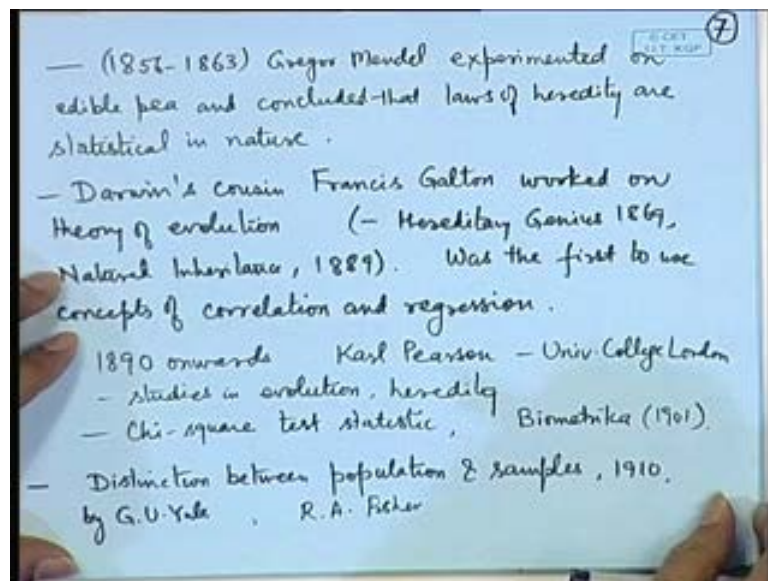 © CET
I.I.T. KGP
7
— (1856-1863) Gregor Mendel experimented on
edible pea and concluded that laws of heredity are
statistical in nature .
— Darwin's cousin Francis Galton worked on
theory of evolution (— Hereditary Genius 1869,
Natural Inheritance, 1889). Was the first to use
concepts of correlation and regression .
1890 onwards Karl Pearson — Univ. College London
- studies in evolution, heredity
— Chi-square test statistic, Biometrika (1901).
— Distinction between population & samples, 1910,
by G.U. Yule , R.A. Fisher